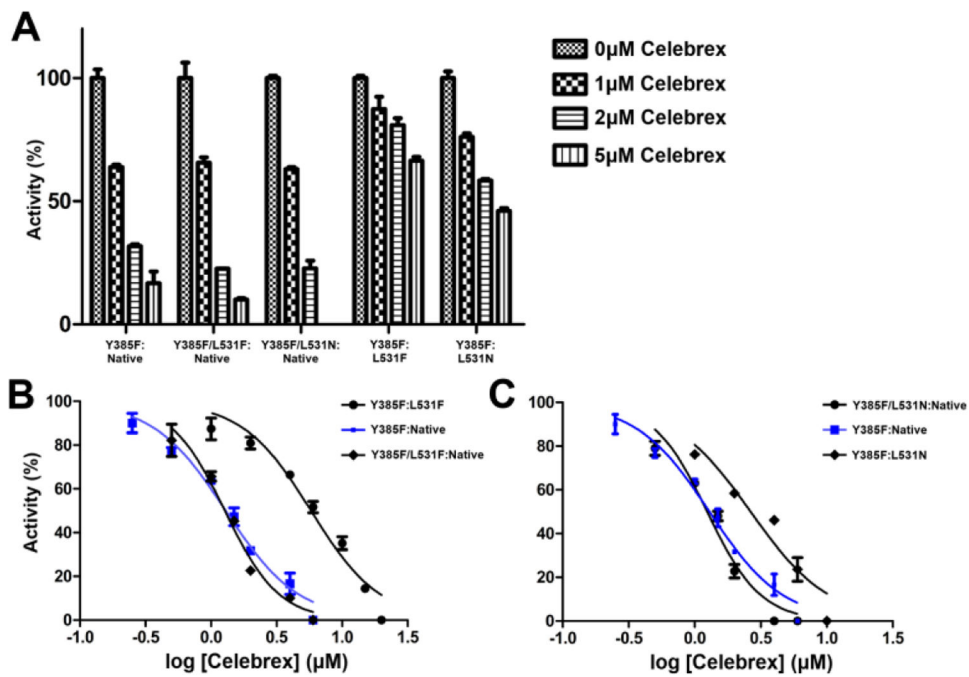 A
0µM Celebrex
1µM Celebrex
2µM Celebrex
5µM Celebrex
Activity (%)
100
50
0
Y385F:
Native
Y385F/L531F:
Native
Y385F/L531N:
Native
Y385F:
L531F
Y385F:
L531N
B
Y385F:L531F
Y385F:Native
Y385F/L531F:Native
Activity (%)
100
80
60
40
20
0
-1.0
-0.5
0.0
0.5
1.0
1.5
log [Celebrex] (µM)
C
Y385F/L531N:Native
Y385F:Native
Y385F:L531N
100
80
60
40
20
0
-1.0
-0.5
0.0
0.5
1.0
1.5
log [Celebrex] (µM)